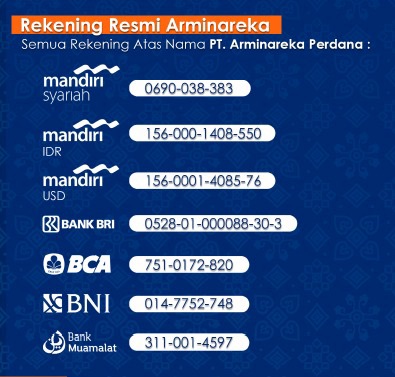 Rekening Resmi Arminareka
Semua Rekening Atas Nama PT. Arminareka Perdana :
mandiri
syariah
0690-038-383
mandiri
IDR
156-000-1408-550
mandiri
USD
156-0001-4085-76
BANK BRI
0528-01-000088-30-3
BCA
751-0172-820
BNI
014-7752-748
Bank
Muamalat
311-001-4597